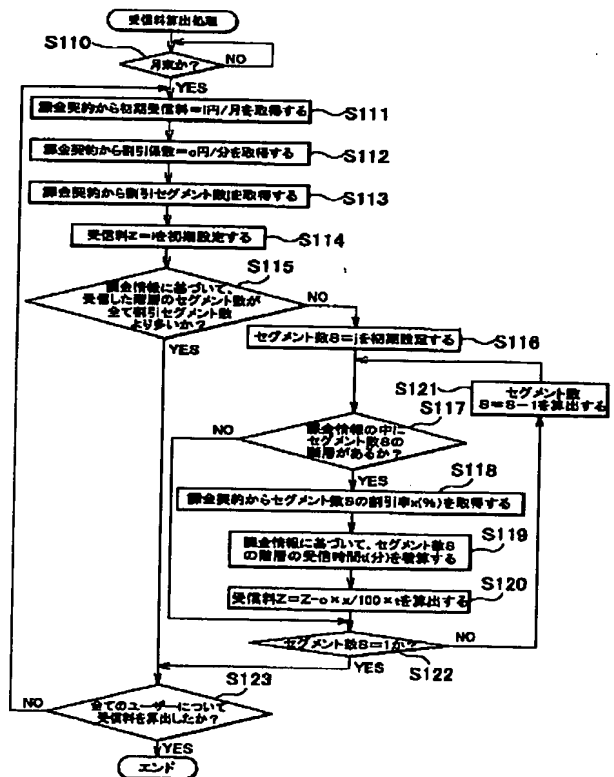 受信料算出処理
S110
月末か?
NO
YES
課金契約から初期受信料=i円/月を取得する
S111
課金契約から割引係数=c円/分を取得する
S112
課金契約から割引セグメント数jを取得する
S113
受信料Z=iを初期設定する
S114
S115
課金情報に基づいて、
受信した階層のセグメント数が
全て割引セグメント数
より多いか?
NO
YES
セグメント数S=jを初期設定する
S116
S121
セグメント数
S=S-1を算出する
S117
NO
課金情報の中に
セグメント数Sの
階層があるか?
YES
S118
課金契約からセグメント数Sの割引率x(%)を取得する
S119
課金情報に基づいて、セグメント数S
の階層の受信時間t(分)を積算する
S120
受信料Z=Z-c×x/100×tを算出する
セグメント数S=1か?
NO
YES
S122
S123
NO
全てのユーザーについて
受信料を算出したか?
YES
エンド